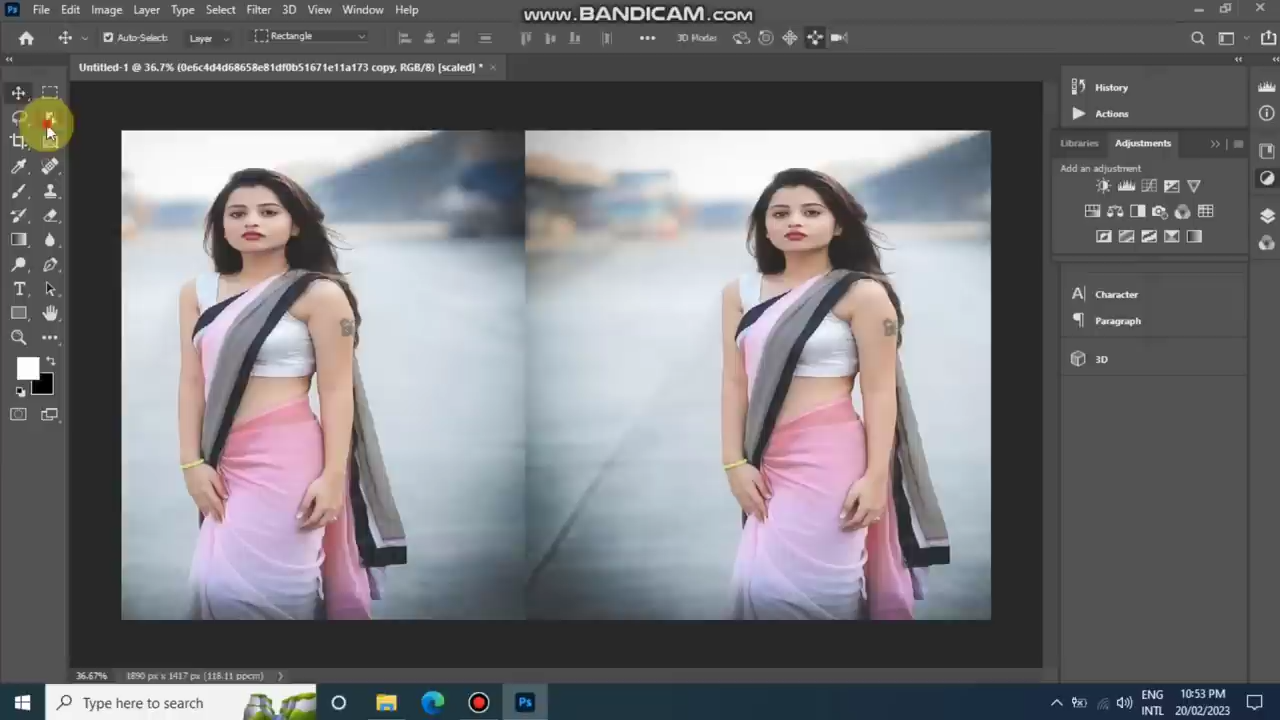 Ps File Edit Image Layer Type Select Filter 3D View Window Help
www.BANDICAM.com
Auto-Select: Layer Rectangle 3D Modes
Untitled-1 @ 36.7% (0e6c4d4d68658e81df0b51671e11a173 copy, RGB/8) [scaled] *
History
Actions
Libraries Adjustments
Add an adjustment
Character
Paragraph
3D
36.67% 1890 px x 1417 px (118.11 ppcm)
Type here to search
Ps
ENG
INTL
10:53 PM
20/02/2023